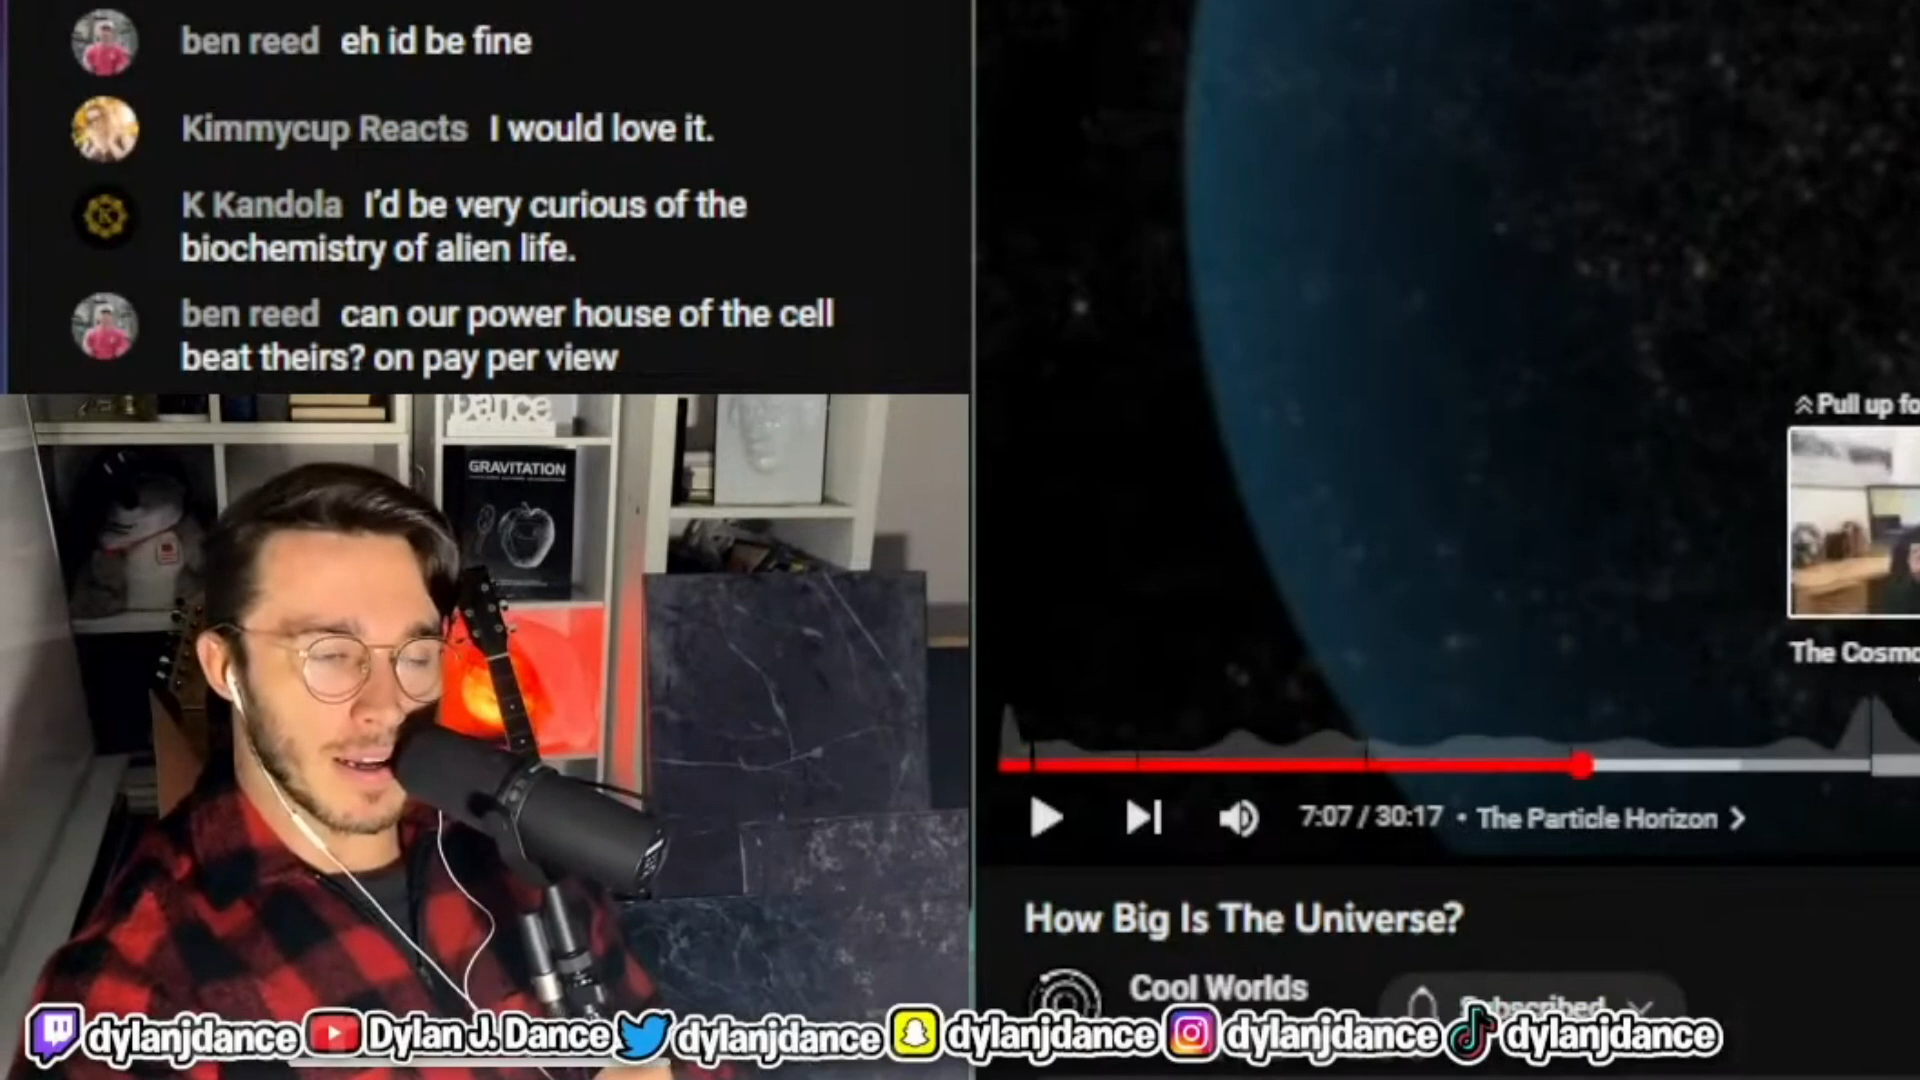 ben reed eh id be fine
Kimmycup Reacts I would love it.
K Kandola I'd be very curious of the
biochemistry of alien life.
ben reed can our power house of the cell
beat theirs? on pay per view
Dance
GRAVITATION
Pull up fo
The Cosmo
7:07 / 30:17 • The Particle Horizon
How Big Is The Universe?
Cool Worlds
Subscribed
dylanjdance Dylan J. Dance dylanjdance dylanjdance dylanjdance dylanjdance